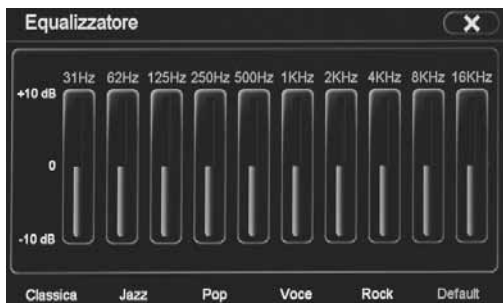 Equalizzatore
31Hz 62Hz 125Hz 250Hz 500Hz 1KHz 2KHz 4KHz 8KHz 16KHz
+10 dB
0
-10 dB
Classica Jazz Pop Voce Rock Default